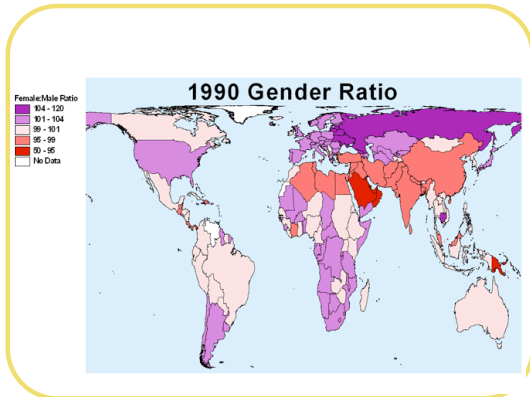 1990 Gender Ratio
Female:Male Ratio
104 - 120
101 - 104
99 - 101
95 - 99
50 - 95
No Data